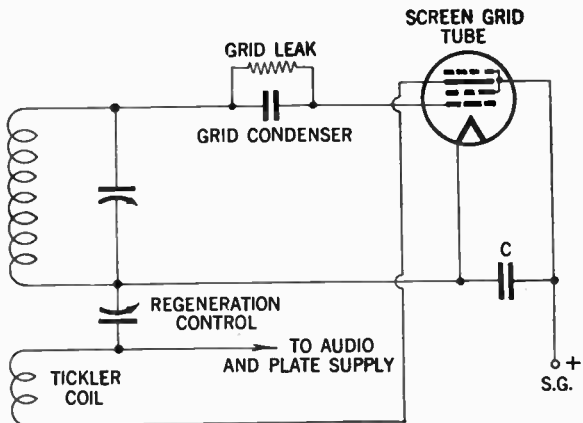 SCREEN GRID
TUBE
GRID LEAK
GRID CONDENSER
C
REGENERATION
CONTROL
TO AUDIO
AND PLATE SUPPLY
TICKLER
COIL
+
S.G.